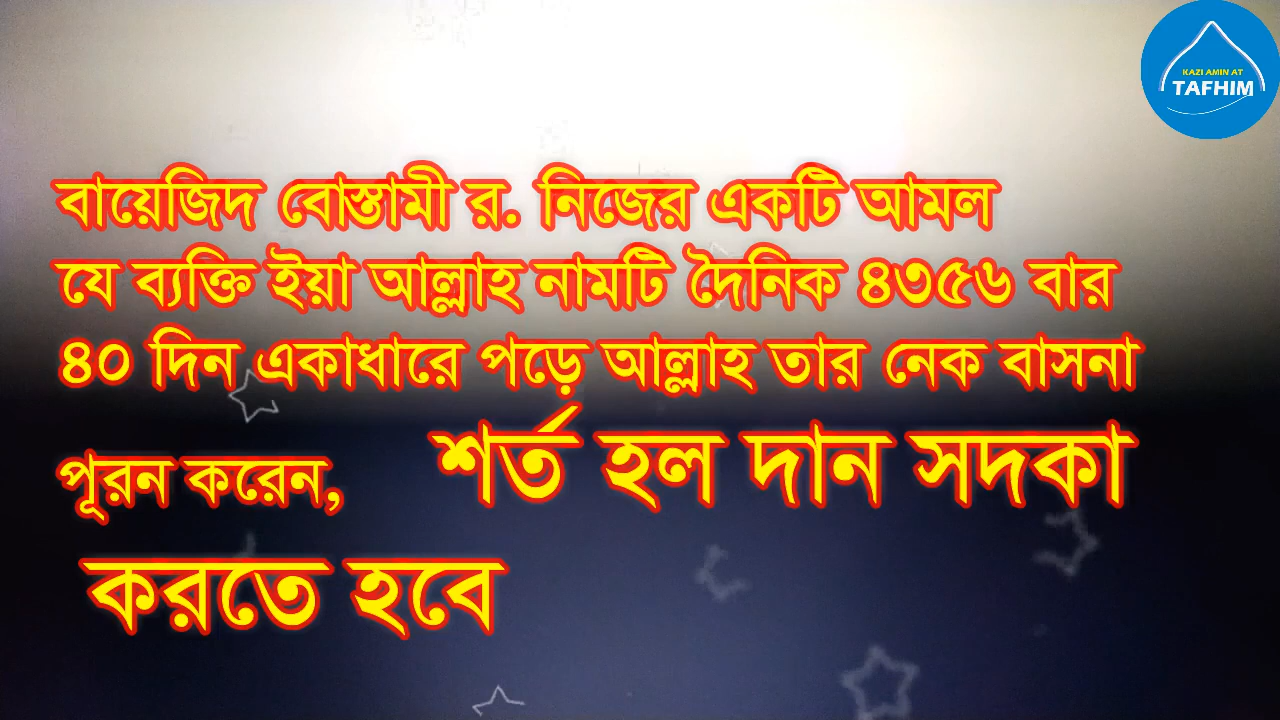 KAZI AMIN AT
TAFHIM
বায়েজিদ বোস্তামী র. নিজের একটি আমল
যে ব্যক্তি ইয়া আল্লাহ নামটি দৈনিক ৪৩৫৬ বার
৪০ দিন একাধারে পড়ে আল্লাহ তার নেক বাসনা
পূরন করেন, শর্ত হল দান সদকা
করতে হবে